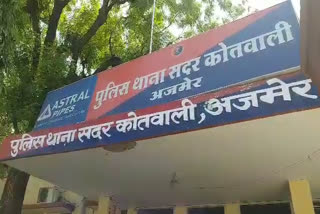 पुलिस थाना सदर कोतवाली
अजमेर
ASTRAL
PIPES
पुलिस थाना सदर कोतवाली, अजमेर